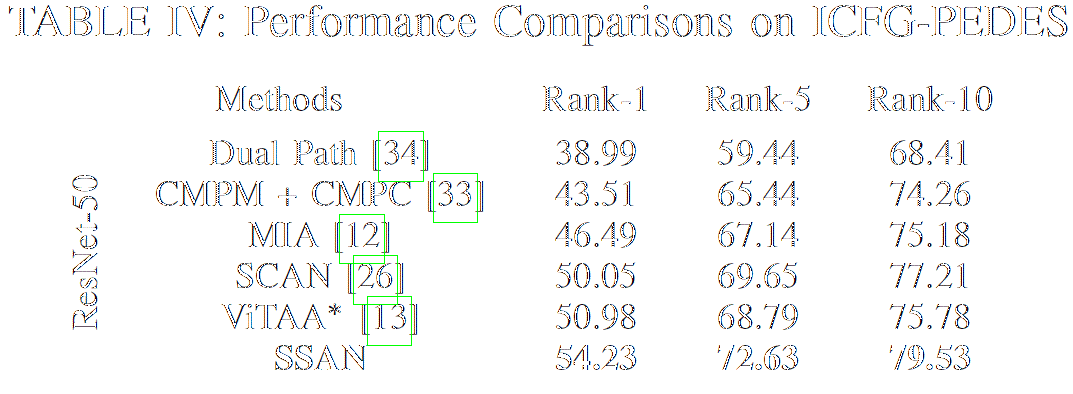 TABLE IV: Performance Comparisons on ICFG-PEDES
Methods Rank-1 Rank-5 Rank-10
ResNet-50
Dual Path [34] 38.99 59.44 68.41
CMPM + CMPC [33] 43.51 65.44 74.26
MIA [12] 46.49 67.14 75.18
SCAN [26] 50.05 69.65 77.21
ViTAA* [13] 50.98 68.79 75.78
SSAN 54.23 72.63 79.53